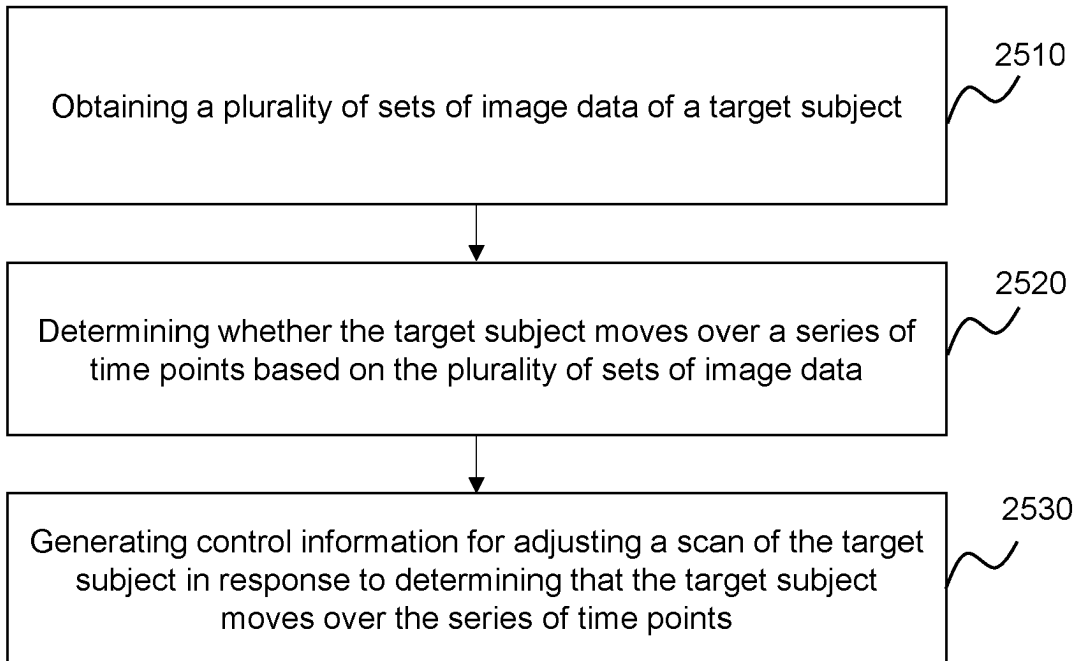 2510
Obtaining a plurality of sets of image data of a target subject
2520
Determining whether the target subject moves over a series of
time points based on the plurality of sets of image data
2530
Generating control information for adjusting a scan of the target
subject in response to determining that the target subject
moves over the series of time points